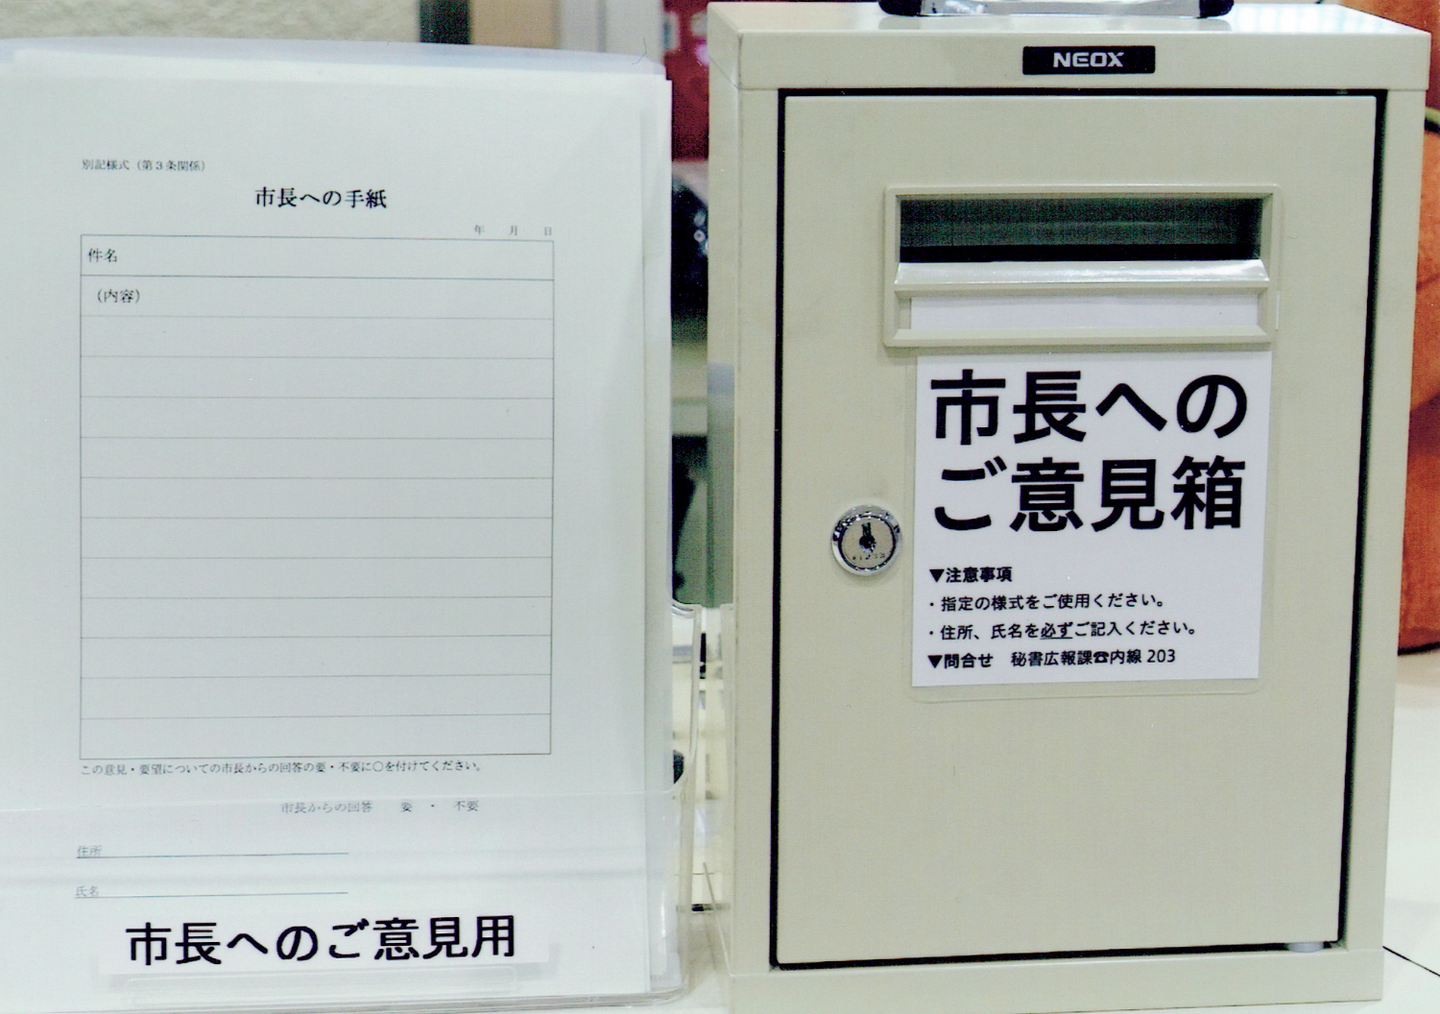 別記様式（第３条関係）
市長への手紙
年 月 日
件名
（内容）
この意見・要望についての市長からの回答の要・不要に○を付けてください。
市長からの回答 要 ・ 不要
住所
氏名
市長へのご意見用
NEOX
市長への
ご意見箱
▼注意事項
・指定の様式をご使用ください。
・住所、氏名を必ずご記入ください。
▼問合せ 秘書広報課☎内線 203